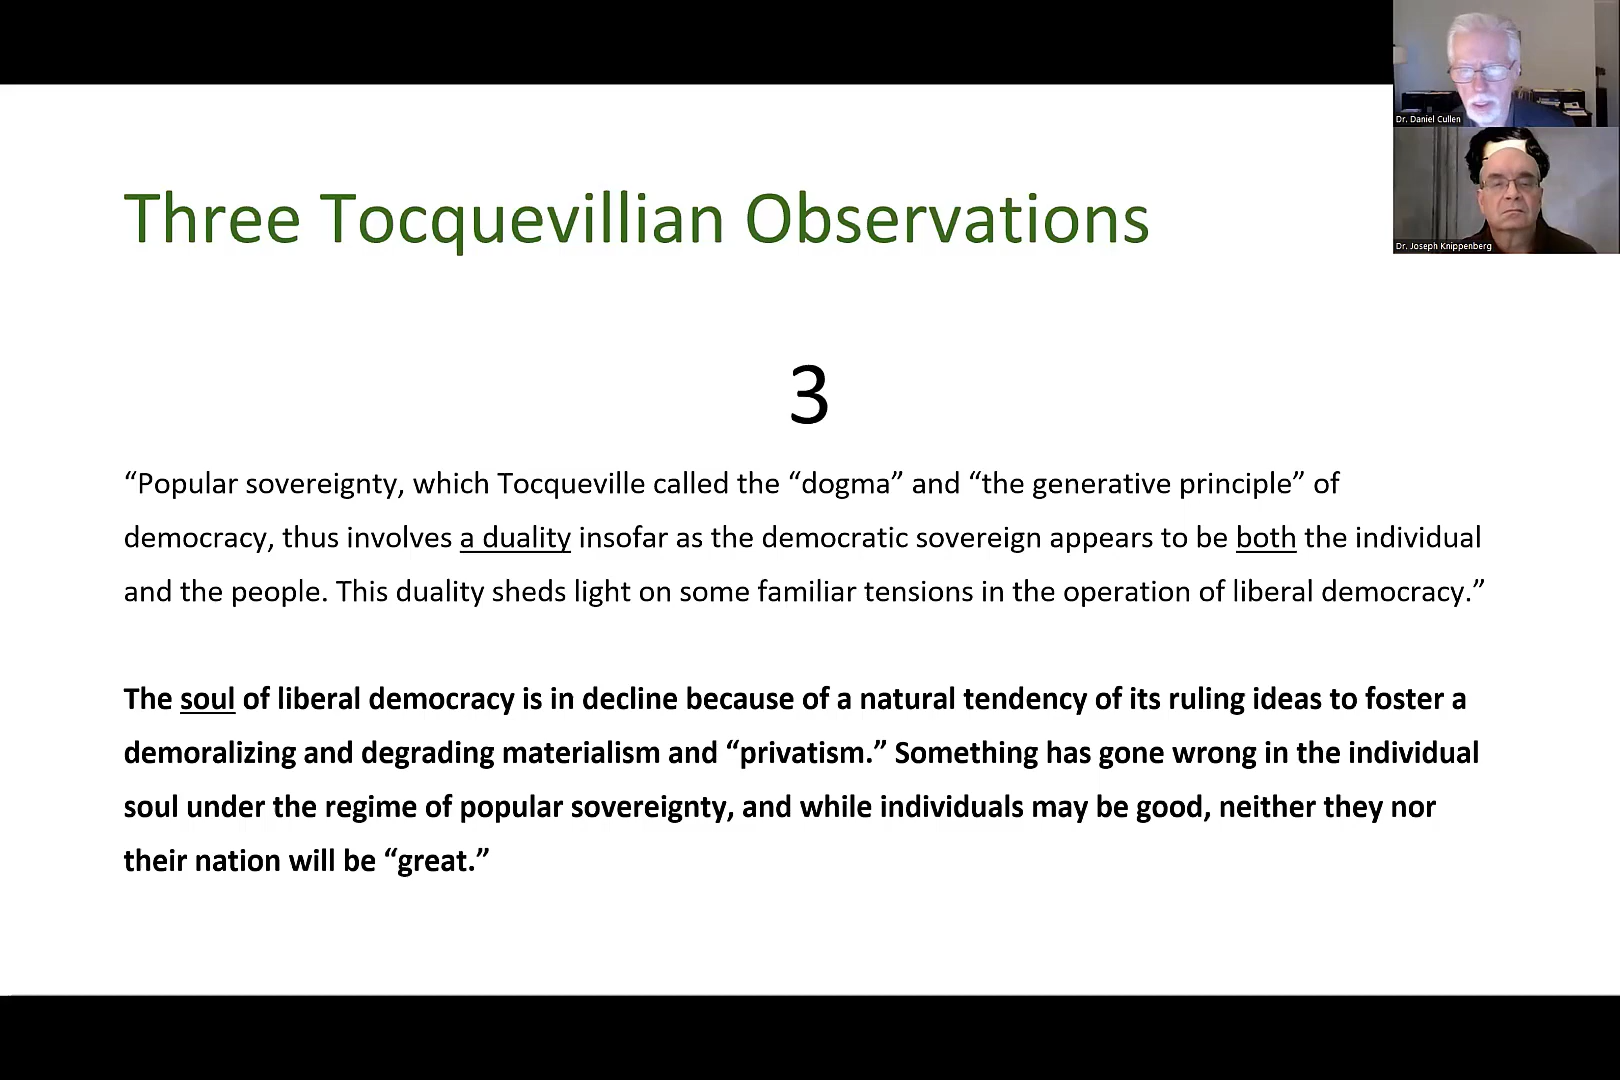 Dr. Daniel Cullen
Dr. Joseph Knippenberg
Three Tocquevillian Observations
3
“Popular sovereignty, which Tocqueville called the “dogma” and “the generative principle” of
democracy, thus involves a duality insofar as the democratic sovereign appears to be both the individual
and the people. This duality sheds light on some familiar tensions in the operation of liberal democracy.”
The soul of liberal democracy is in decline because of a natural tendency of its ruling ideas to foster a
demoralizing and degrading materialism and “privatism.” Something has gone wrong in the individual
soul under the regime of popular sovereignty, and while individuals may be good, neither they nor
their nation will be “great.”